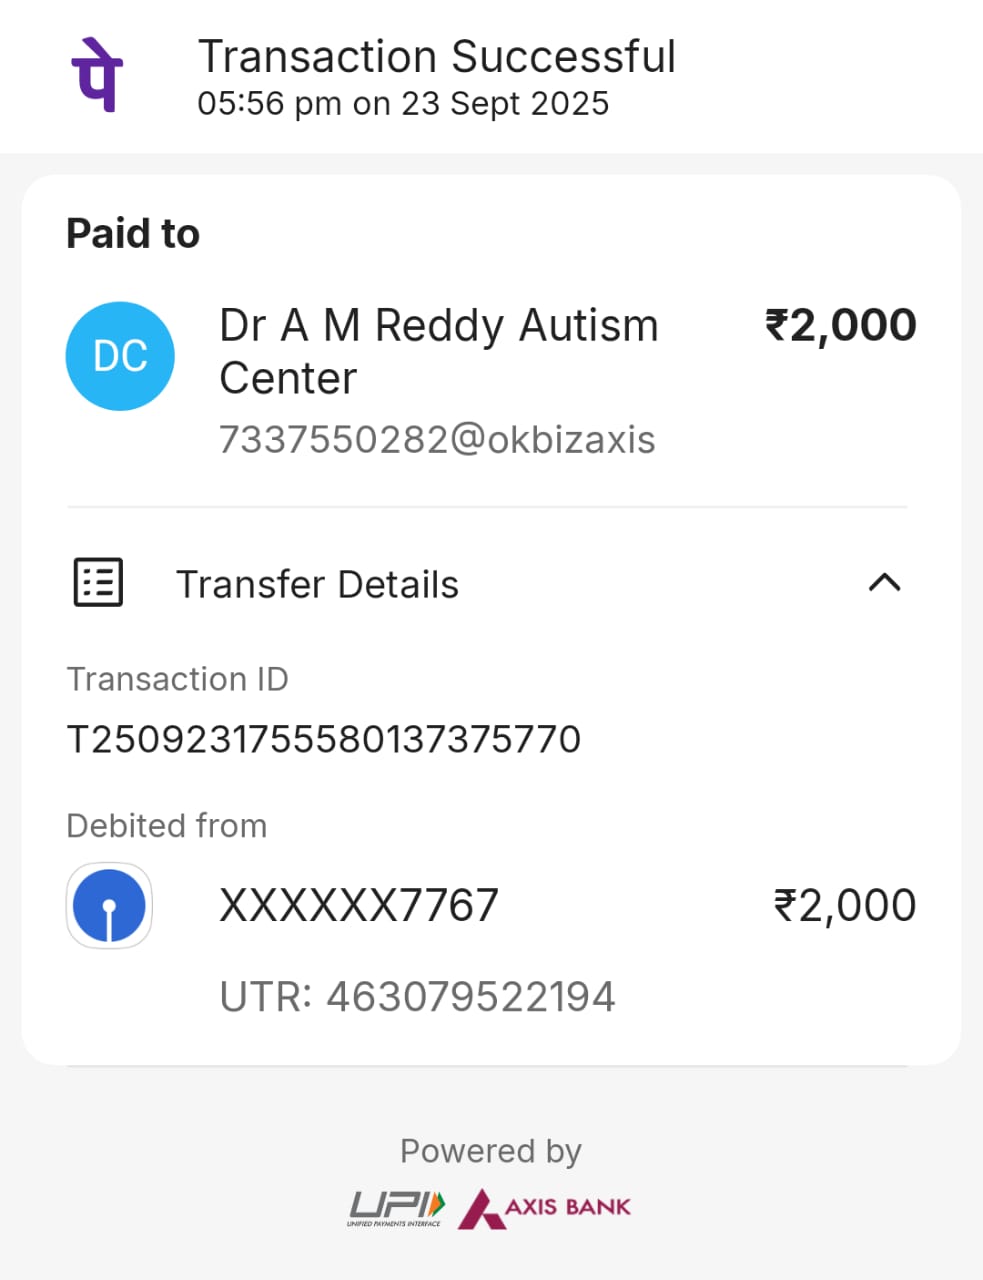 पे
Transaction Successful
05:56 pm on 23 Sept 2025
Paid to
DC
Dr A M Reddy Autism
Center
₹2,000
7337550282@okbizaxis
Transfer Details
Transaction ID
T2509231755580137375770
Debited from
XXXXXX7767
₹2,000
UTR: 463079522194
Powered by
UPI
UNIFIED PAYMENTS INTERFACE
AXIS BANK